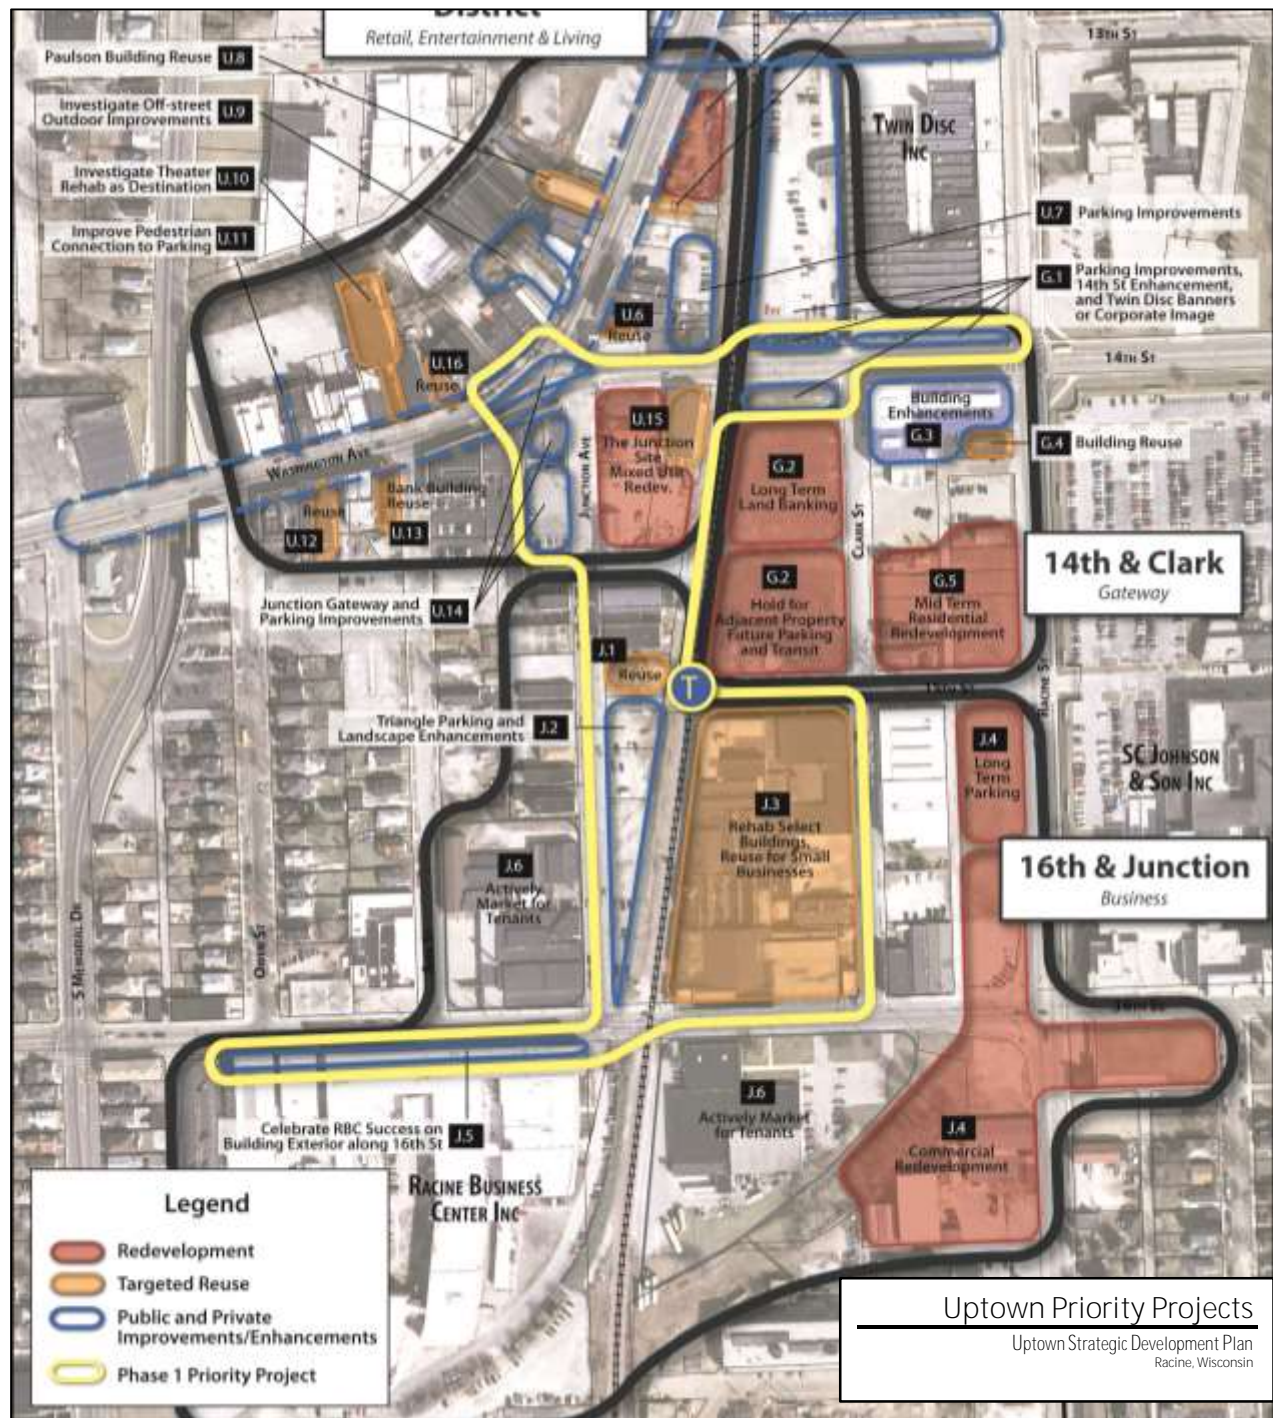 District
Retail, Entertainment & Living
13TH ST
Paulson Building Reuse U.8
Investigate Off-street
Outdoor Improvements U.9
TWIN DISC
INC
Investigate Theater
Rehab as Destination U.10
Improve Pedestrian
Connection to Parking U.11
U.7 Parking Improvements
G.1 Parking Improvements,
14th St Enhancement,
and Twin Disc Banners
or Corporate Image
U.6
Reuse
14TH ST
U.16
Reuse
Building
Enhancements
G.3
G.4 Building Reuse
U.15
The Junction
Site
Mixed Use
Redev.
JUNCTION AVE
WASHINGTON AVE
G.2
Long Term
Land Banking
CLARK ST
Bank Building
Reuse
U.13
Reuse
U.12
14th & Clark
Gateway
G.2
Hold for
Adjacent Property
Future Parking
and Transit
G.5
Mid Term
Residential
Redevelopment
Junction Gateway and
Parking Improvements U.14
J.1
Reuse
T
15TH ST
RACINE ST
Triangle Parking and
Landscape Enhancements J.2
J.4
Long
Term
Parking
SC JOHNSON
& SON INC
J.3
Rehab Select
Buildings,
Reuse for Small
Businesses
16th & Junction
Business
J.6
Actively
Market for
Tenants
S MEMORIAL DR
16TH ST
J.6
Actively Market
for Tenants
Celebrate RBC Success on
Building Exterior along 16th St J.5
J.4
Commercial
Redevelopment
RACINE BUSINESS
CENTER INC
Legend
Redevelopment
Targeted Reuse
Public and Private
Improvements/Enhancements
Phase 1 Priority Project
Uptown Priority Projects
Uptown Strategic Development Plan
Racine, Wisconsin